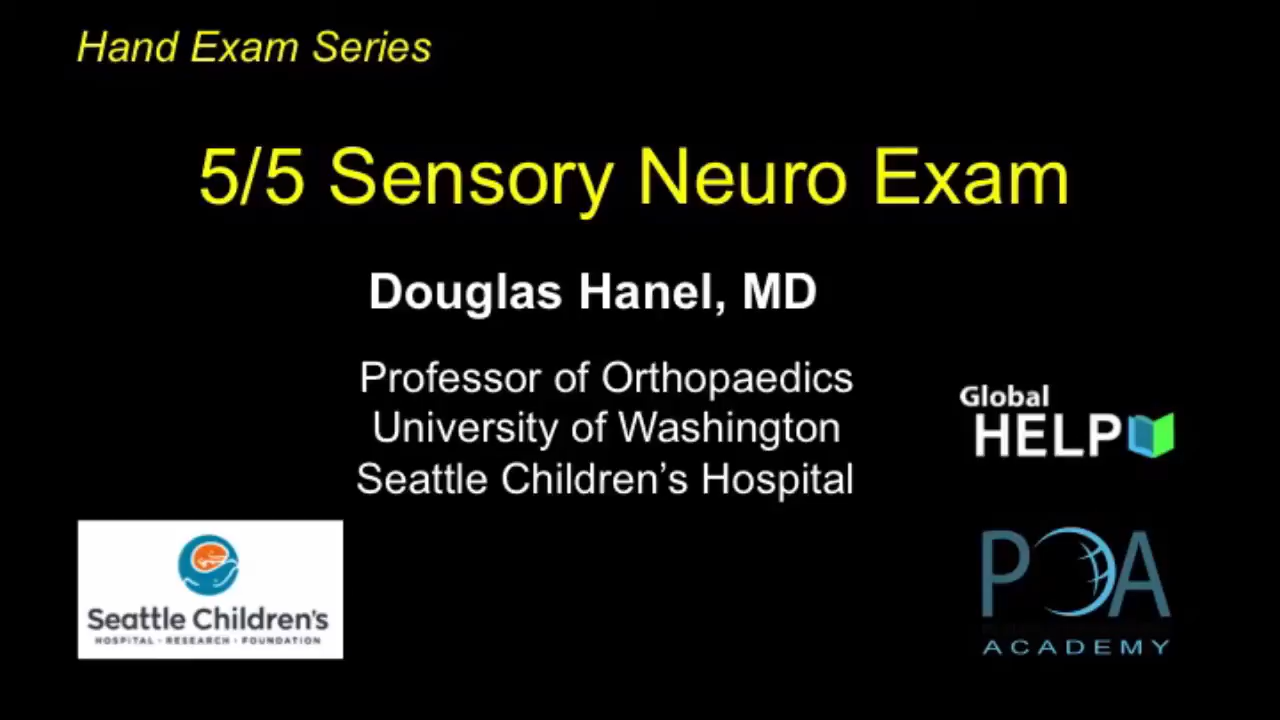 Hand Exam Series
5/5 Sensory Neuro Exam
Douglas Hanel, MD
Professor of Orthopaedics
University of Washington
Seattle Children’s Hospital
Global
HELP
Seattle Children's
HOSPITAL · RESEARCH · FOUNDATION
POA
ACADEMY